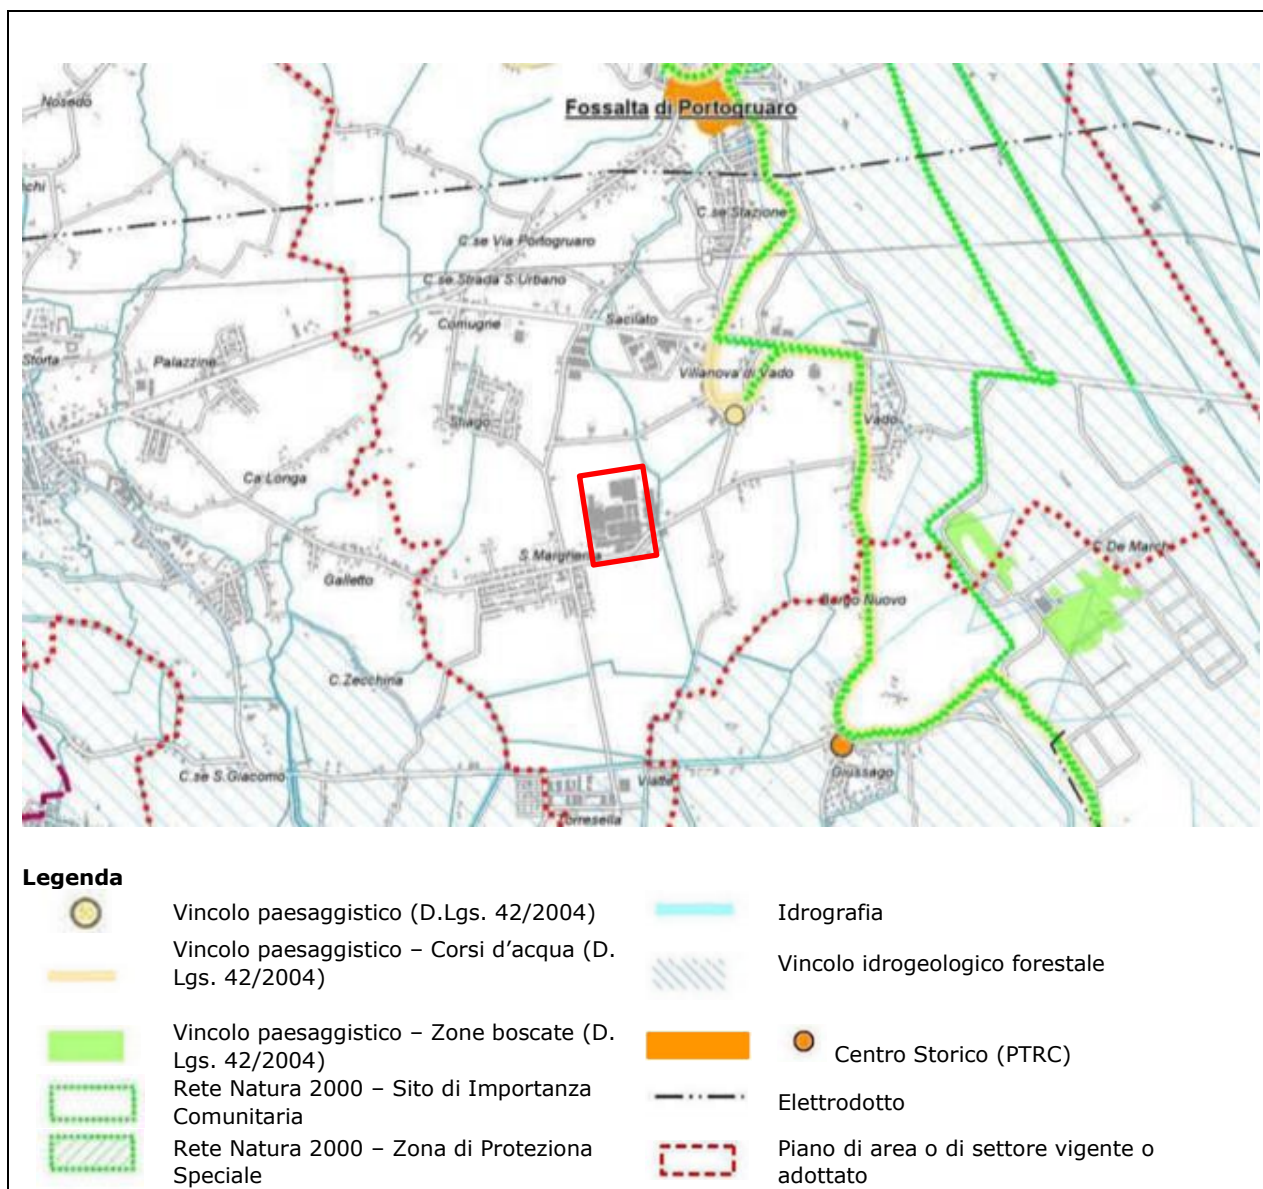 Fossalta di Portogruaro
Nosedo
chi
C.se Stazione
C.se Via Portogruaro
C.se Strada S.Urbano
Sacilato
Comugne
Storta
Palazzine
Villanova di Vado
Stiago
Vado
Ca.Longa
S.Margherita
C.De March
Galletto
Borgo Nuovo
C.Zecchina
C.se S.Giacomo
Viatte
Giussago
Torresella
Legenda
Vincolo paesaggistico (D.Lgs. 42/2004)
Idrografia
Vincolo paesaggistico – Corsi d’acqua (D.
Lgs. 42/2004)
Vincolo idrogeologico forestale
Vincolo paesaggistico – Zone boscate (D.
Lgs. 42/2004)
Centro Storico (PTRC)
Rete Natura 2000 – Sito di Importanza
Comunitaria
Elettrodotto
Rete Natura 2000 – Zona di Proteziona
Speciale
Piano di area o di settore vigente o
adottato